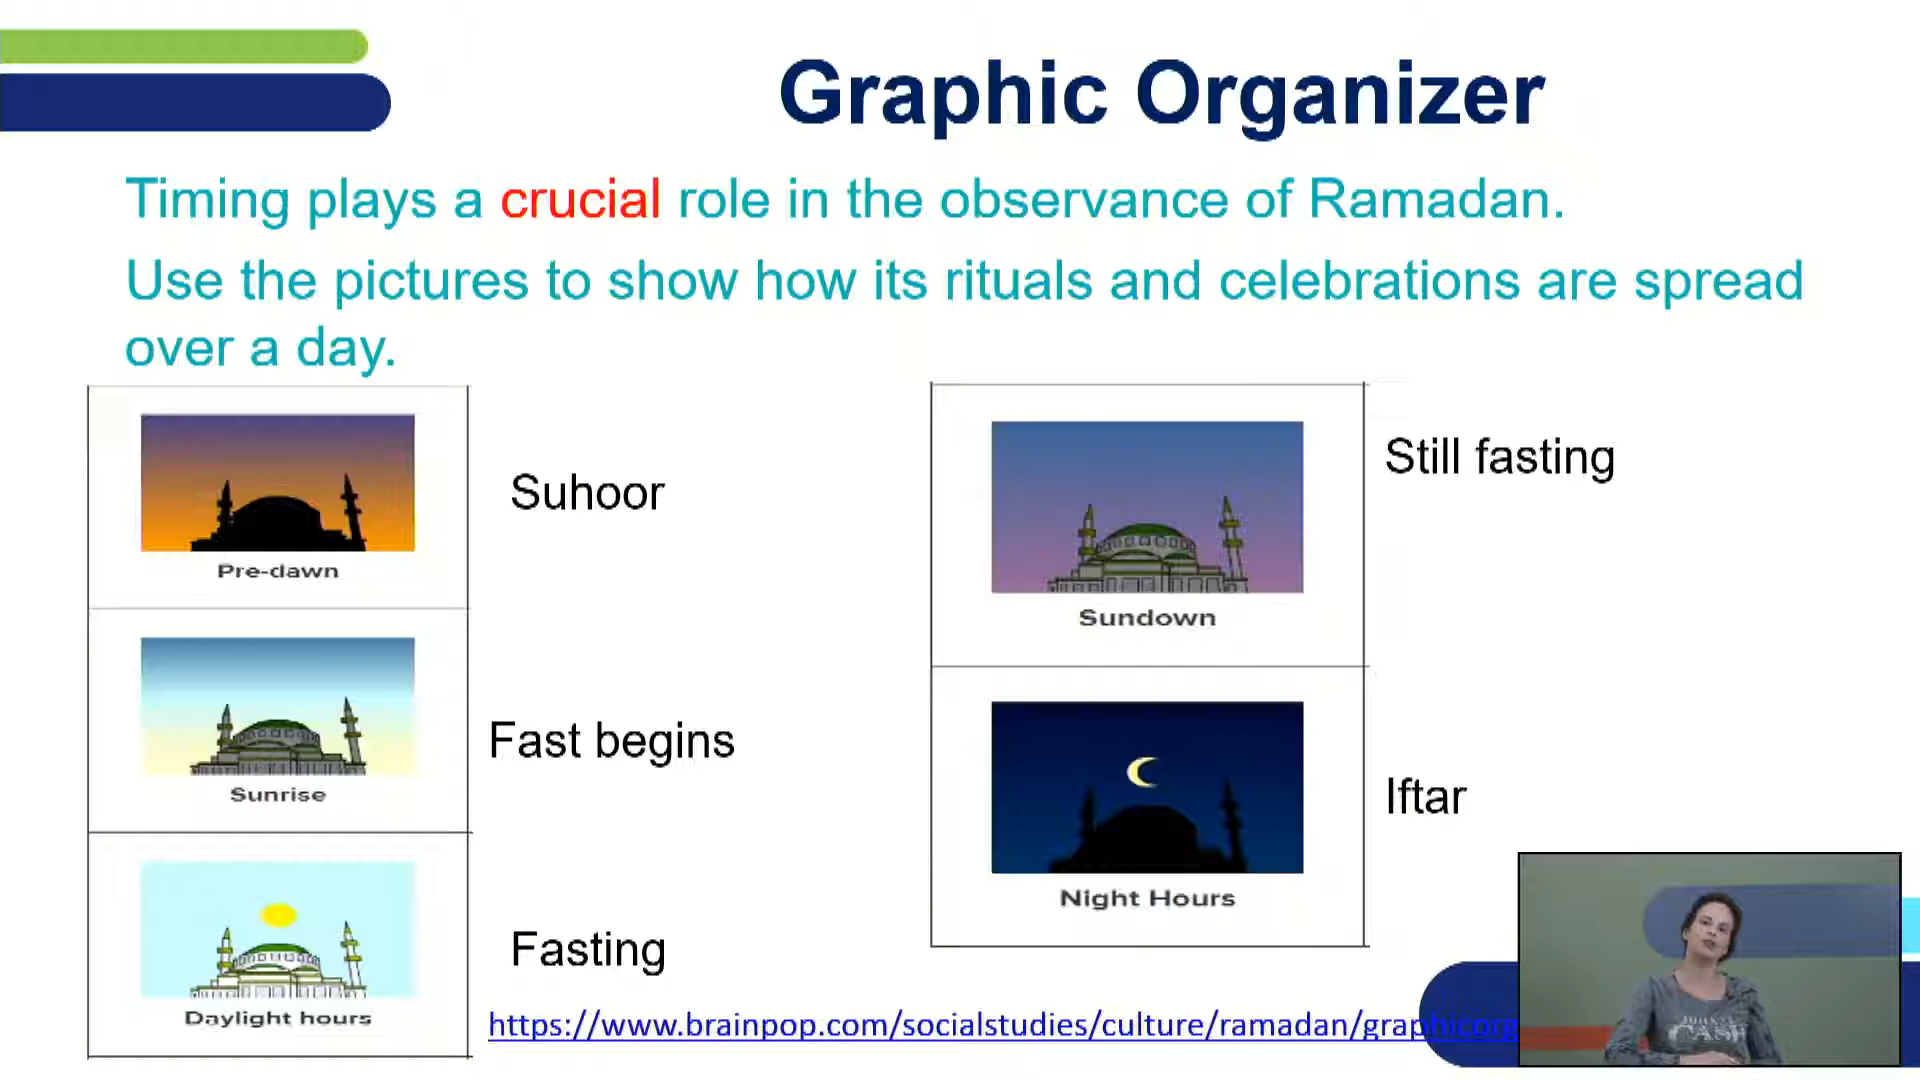 Graphic Organizer
Timing plays a crucial role in the observance of Ramadan.
Use the pictures to show how its rituals and celebrations are spread
over a day.
Pre-dawn
Suhoor
Sunrise
Fast begins
Daylight hours
Fasting
Sundown
Still fasting
Night Hours
Iftar
https://www.brainpop.com/socialstudies/culture/ramadan/graphicorg
JOHNNY
CASH